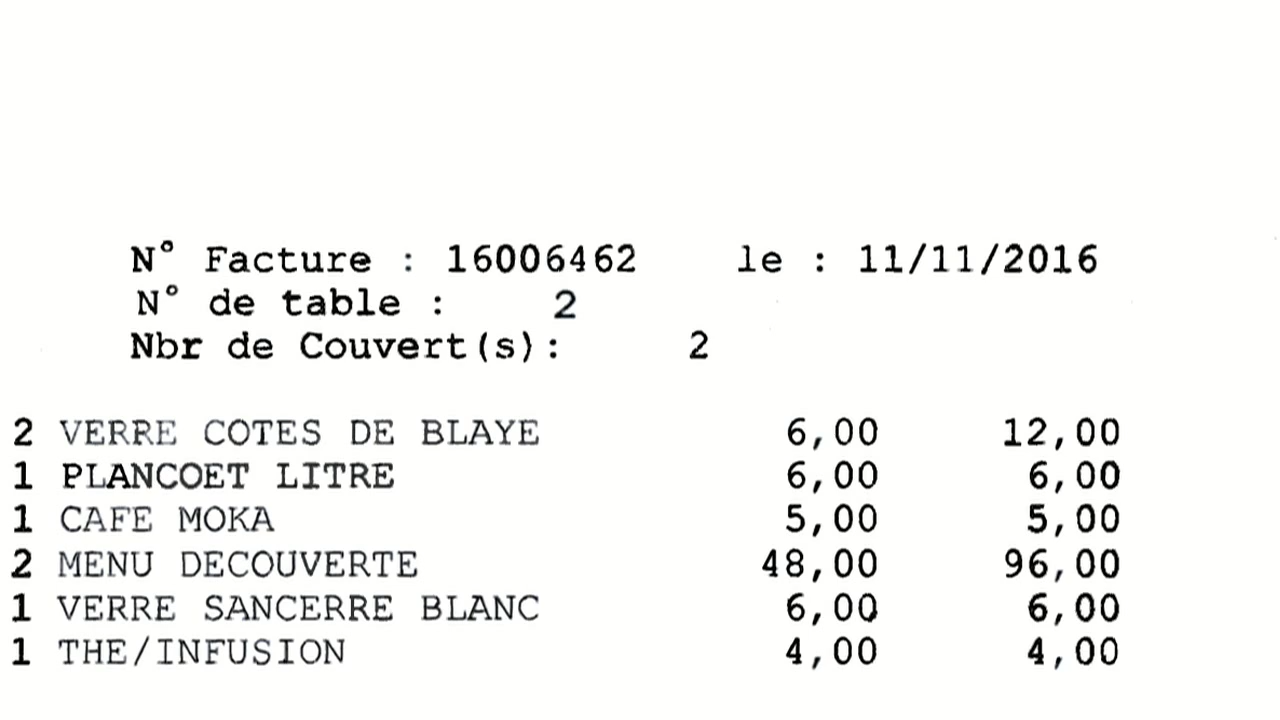 N° Facture : 16006462 le : 11/11/2016
N° de table : 2
Nbr de Couvert(s): 2
2 VERRE COTES DE BLAYE 6,00 12,00
1 PLANCOET LITRE 6,00 6,00
1 CAFE MOKA 5,00 5,00
2 MENU DECOUVERTE 48,00 96,00
1 VERRE SANCERRE BLANC 6,00 6,00
1 THE/INFUSION 4,00 4,00